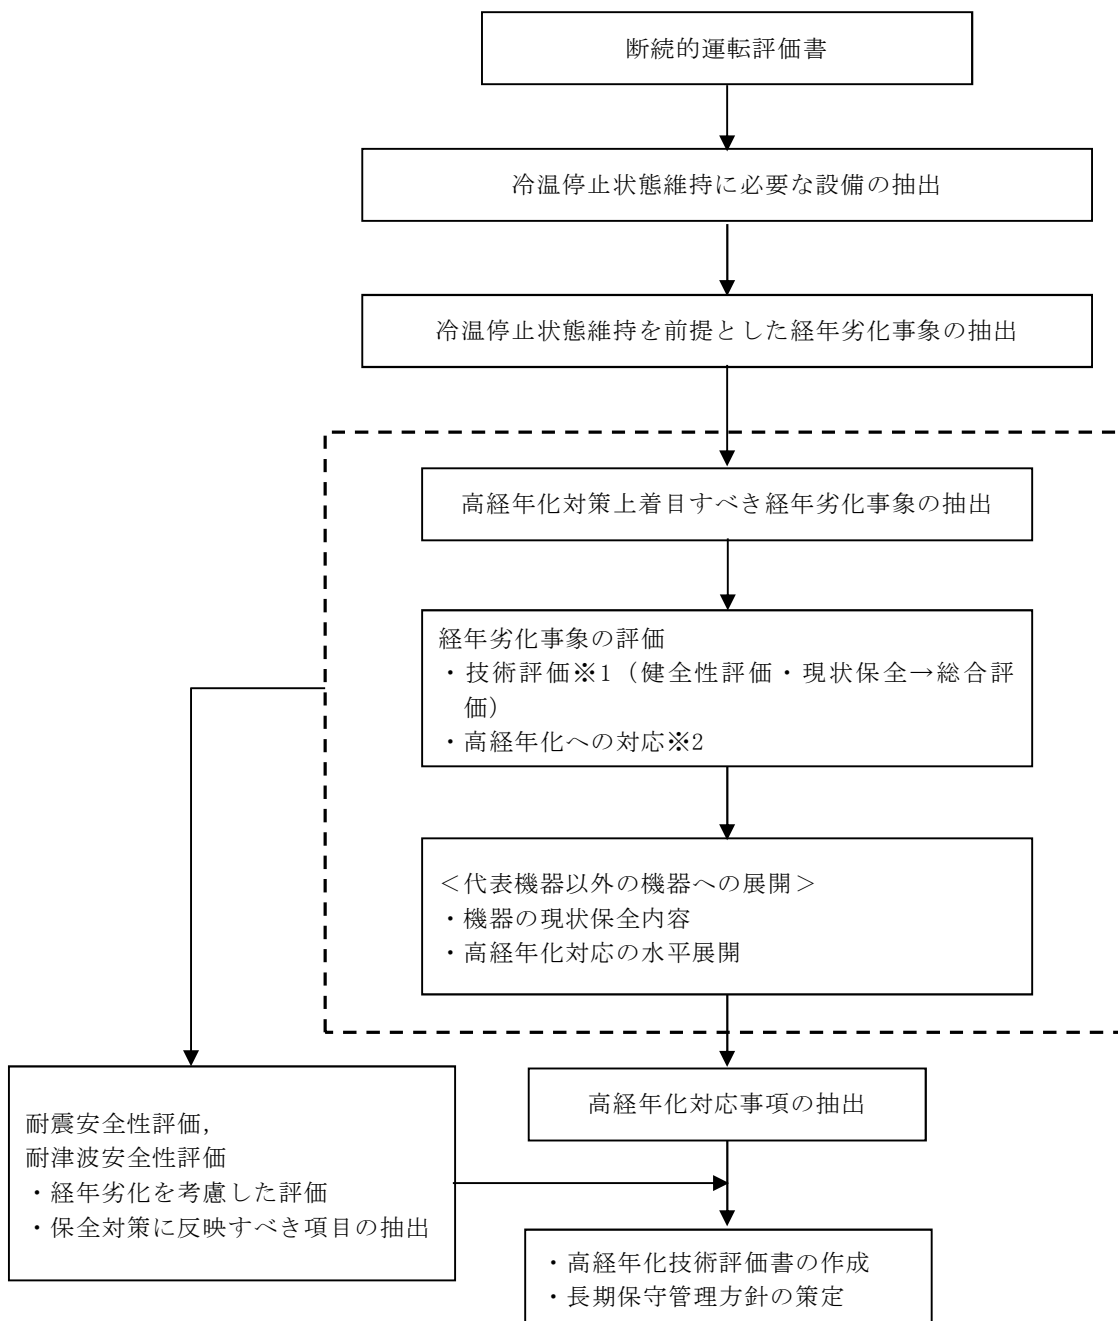 断続的運転評価書
冷温停止状態維持に必要な設備の抽出
冷温停止状態維持を前提とした経年劣化事象の抽出
高経年化対策上着目すべき経年劣化事象の抽出
経年劣化事象の評価
・技術評価※1（健全性評価・現状保全→総合評
価）
・高経年化への対応※2
＜代表機器以外の機器への展開＞
・機器の現状保全内容
・高経年化対応の水平展開
高経年化対応事項の抽出
耐震安全性評価,
耐津波安全性評価
・経年劣化を考慮した評価
・保全対策に反映すべき項目の抽出
・高経年化技術評価書の作成
・長期保守管理方針の策定